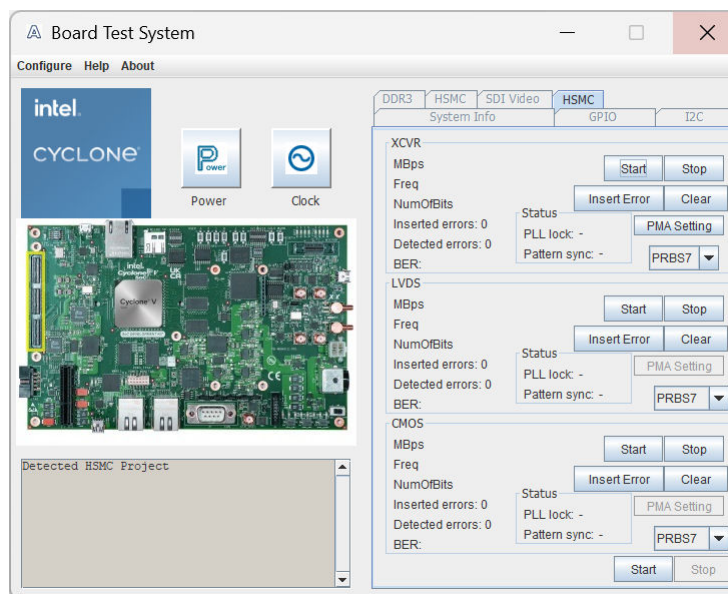 Board Test System
Configure Help About
intel.
CYCLONE®
Power
Power
Clock
intel
Cyclone V
Cyclone V
Detected HSMC Project
DDR3 HSMC SDI Video HSMC
System Info GPIO I2C
XCVR
MBps
Start Stop
Freq
NumOfBits
Insert Error Clear
Inserted errors: 0
Status
PLL lock: -
PMA Setting
Detected errors: 0
Pattern sync: -
BER:
PRBS7
LVDS
MBps
Start Stop
Freq
NumOfBits
Insert Error Clear
Inserted errors: 0
Status
PLL lock: -
PMA Setting
Detected errors: 0
Pattern sync: -
BER:
PRBS7
CMOS
MBps
Start Stop
Freq
NumOfBits
Insert Error Clear
Inserted errors: 0
Status
PLL lock: -
PMA Setting
Detected errors: 0
Pattern sync: -
BER:
PRBS7
Start Stop